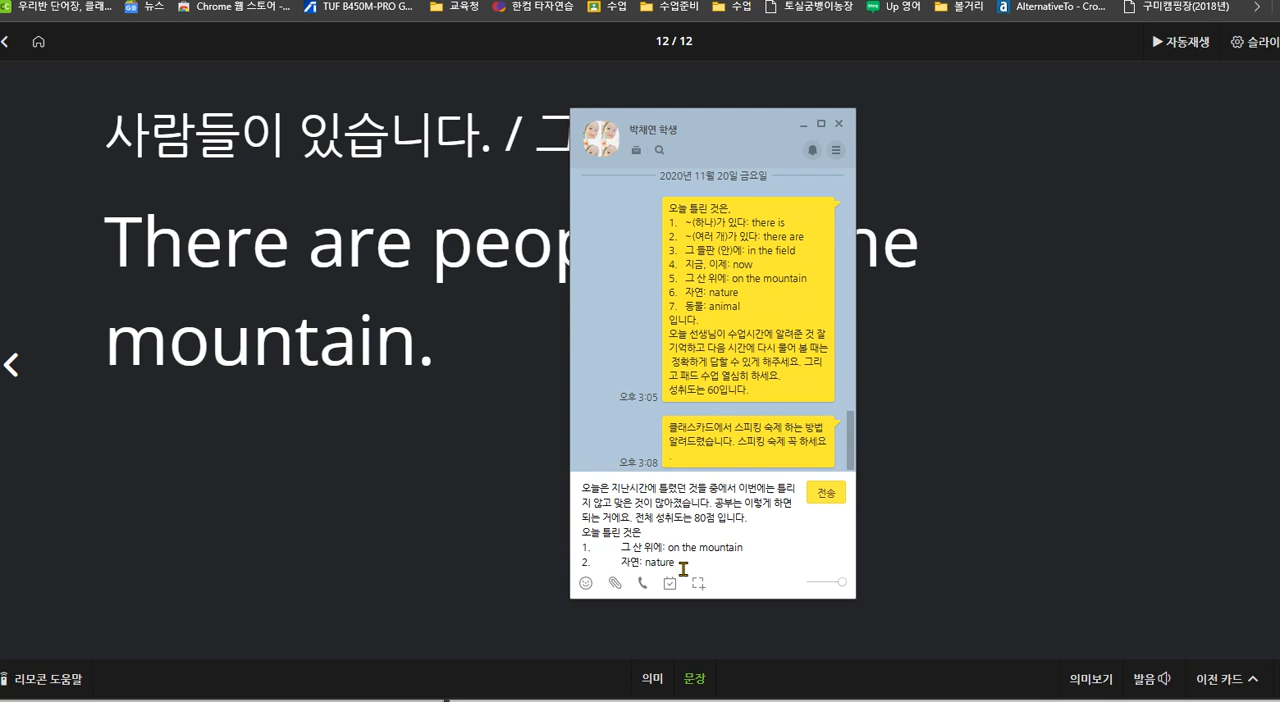 우리반 단어장, 클래... 뉴스 Chrome 웹 스토어 -... TUF B450M-PRO G... 교육청 한컴 타자연습 수업 수업준비 수업 토실굼벵이농장 Up 영어 볼거리 AlternativeTo - Cro... 구미캠핑장(2018년)
12 / 12
자동재생
슬라이
사람들이 있습니다. / 그
There are peop
he
mountain.
박채연 학생
2020년 11월 20일 금요일
오늘 틀린 것은,
1. ~(하나)가 있다: there is
2. ~(여러 개)가 있다: there are
3. 그 들판 (안)에: in the field
4. 지금, 이제: now
5. 그 산 위에: on the mountain
6. 자연: nature
7. 동물: animal
입니다.
오늘 선생님이 수업시간에 알려준 것 잘
기억하고 다음 시간에 다시 물어 볼 때는
정확하게 답할 수 있게 해주세요. 그리
고 패드 수업 열심히 하세요.
성취도는 60입니다.
오후 3:05
클래스카드에서 스피킹 숙제 하는 방법
알려드렸습니다. 스피킹 숙제 꼭 하세요
.
오후 3:08
오늘은 지난시간에 틀렸던 것들 중에서 이번에는 틀리
지 않고 맞은 것이 많아졌습니다. 공부는 이렇게 하면
되는 거에요. 전체 성취도는 80점 입니다.
오늘 틀린 것은
1. 그 산 위에: on the mountain
2. 자연: nature
전송
리모콘 도움말
의미
문장
의미보기
발음
이전 카드